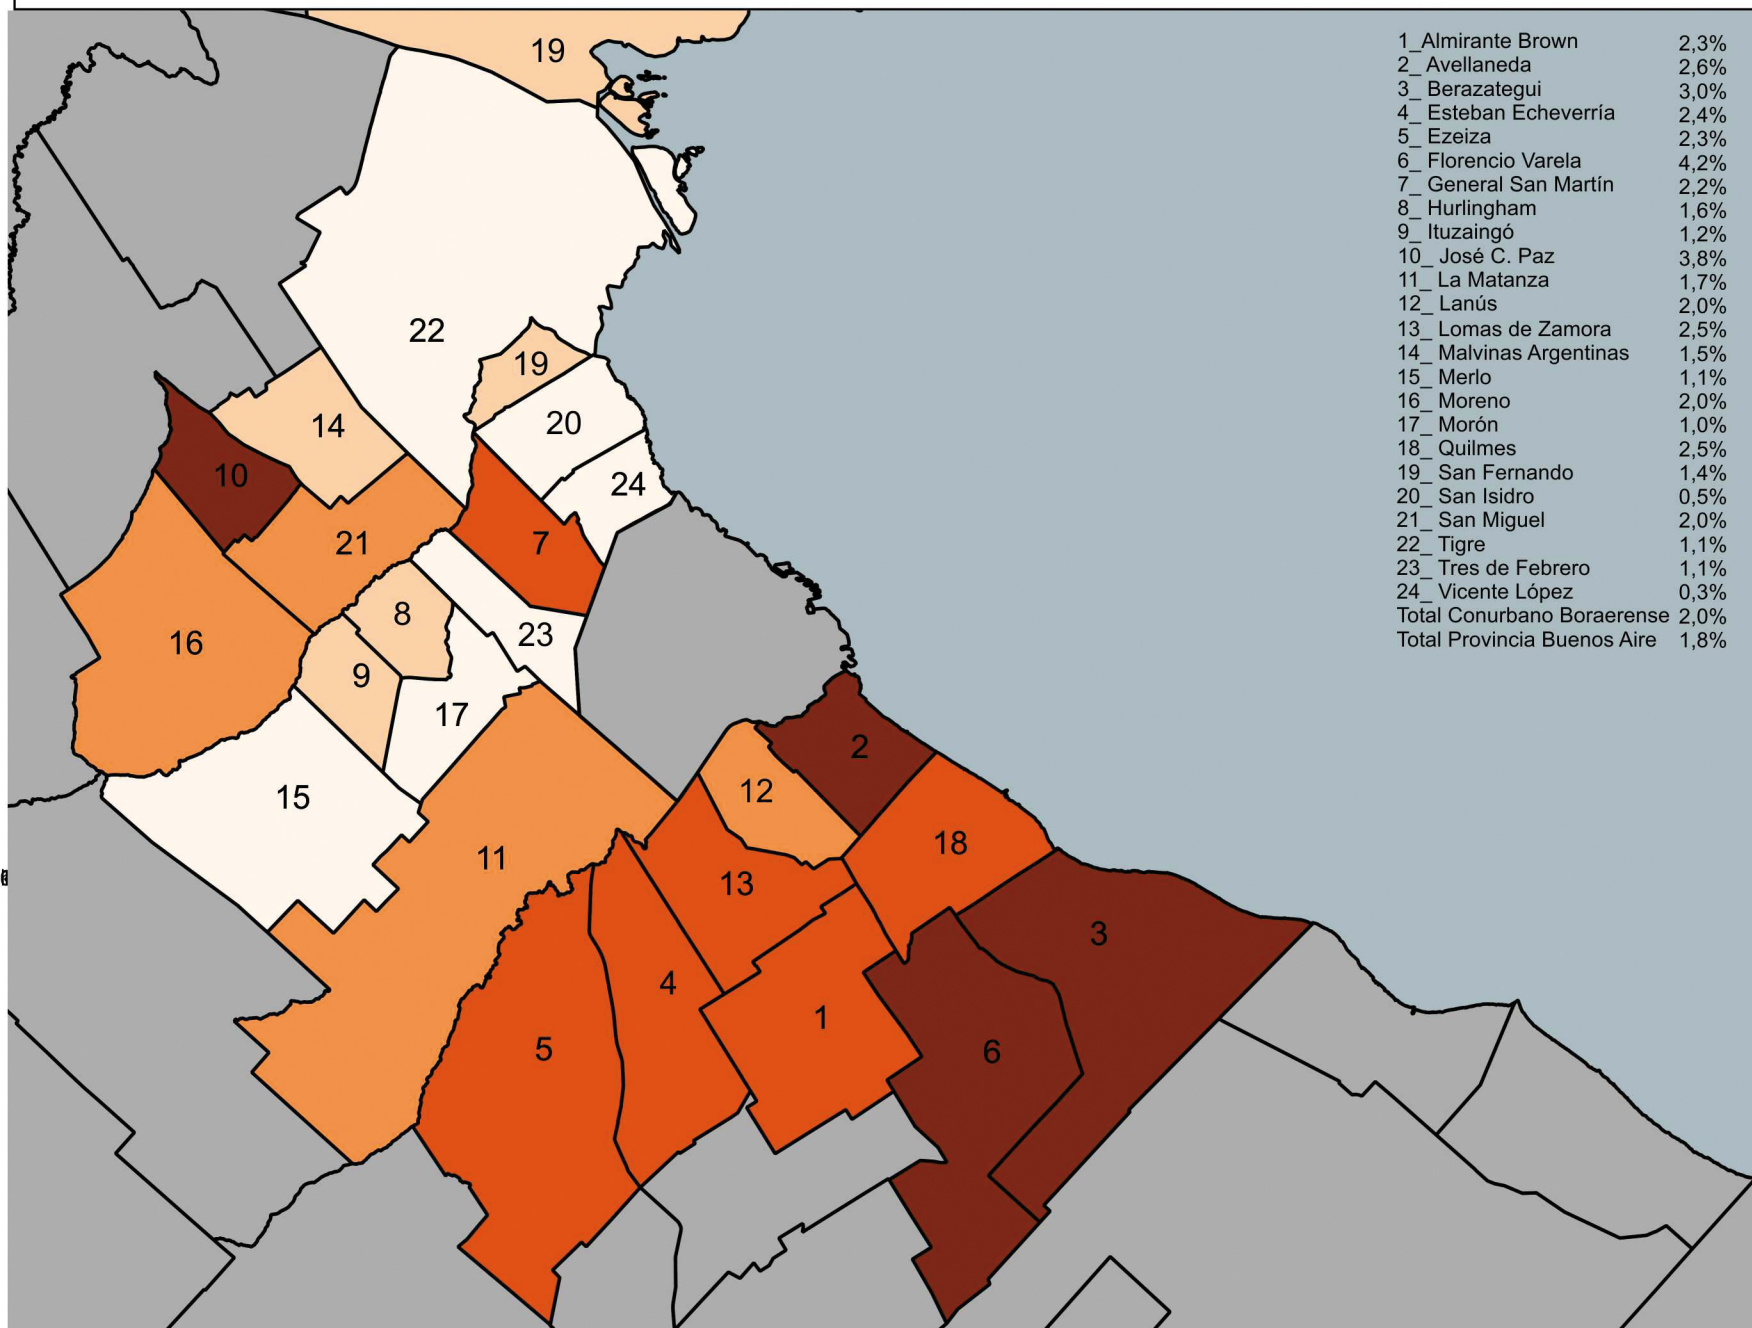 1_Almirante Brown 2,3%
2_ Avellaneda 2,6%
3_ Berazategui 3,0%
4_ Esteban Echeverría 2,4%
5_ Ezeiza 2,3%
6_ Florencio Varela 4,2%
7_ General San Martín 2,2%
8_ Hurlingham 1,6%
9_ Ituzaingó 1,2%
10_ José C. Paz 3,8%
11_ La Matanza 1,7%
12_ Lanús 2,0%
13_ Lomas de Zamora 2,5%
14_ Malvinas Argentinas 1,5%
15_ Merlo 1,1%
16_ Moreno 2,0%
17_ Morón 1,0%
18_ Quilmes 2,5%
19_ San Fernando 1,4%
20_ San Isidro 0,5%
21_ San Miguel 2,0%
22_ Tigre 1,1%
23_ Tres de Febrero 1,1%
24_ Vicente López 0,3%
Total Conurbano Boraerense 2,0%
Total Provincia Buenos Aire 1,8%
19
22
19
20
14
10
24
21
7
8
23
16
9
17
2
12
15
18
11
13
3
4
1
5
6